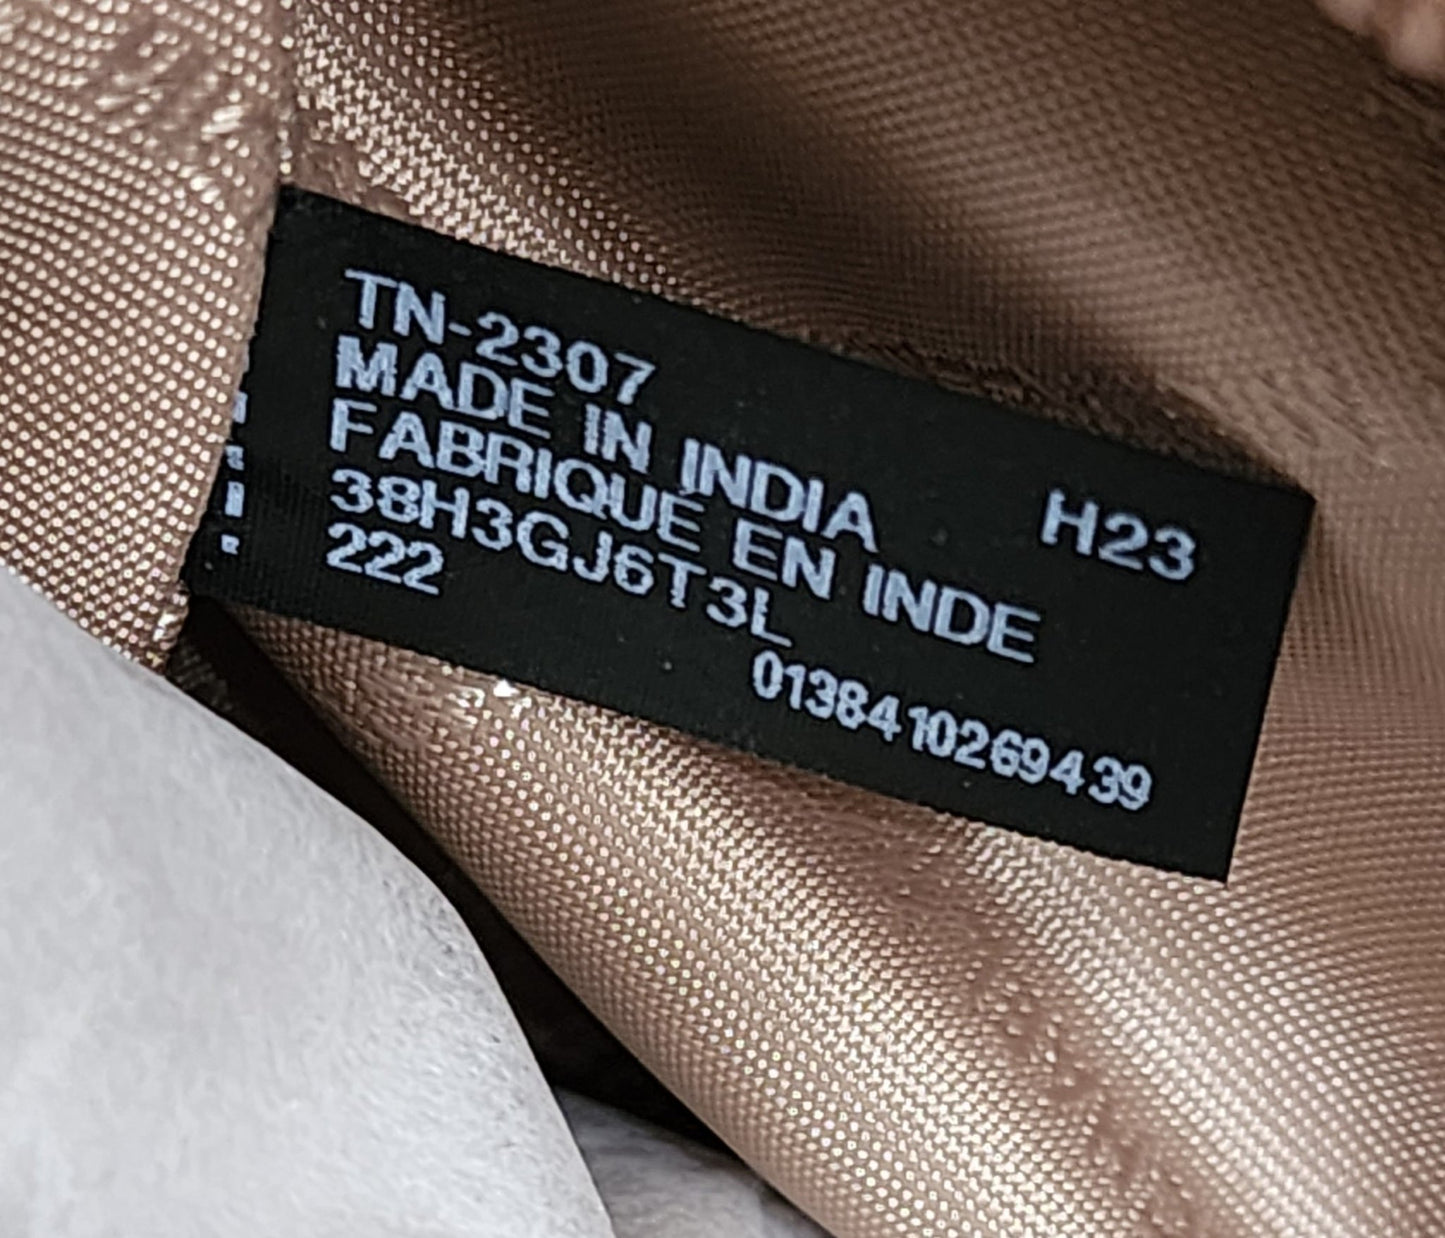 TN-2307
MADE IN INDIA H23
FABRIQUÉ EN INDE
38H3GJ6T3L
222
0138410269439